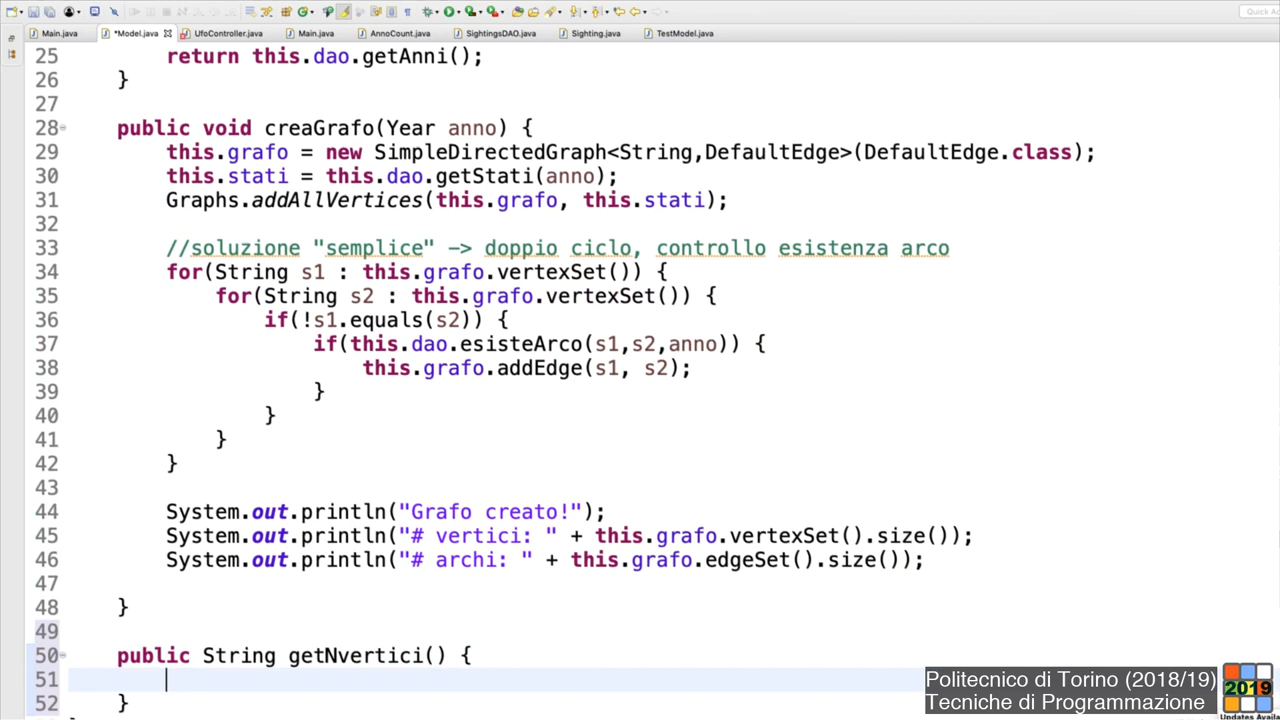 Quick Ac
Main.java *Model.java UfoController.java Main.java AnnoCount.java SightingsDAO.java Sighting.java TestModel.java
25 return this.dao.getAnni();
26 }
27
28 public void creaGrafo(Year anno) {
29 this.grafo = new SimpleDirectedGraph<String,DefaultEdge>(DefaultEdge.class);
30 this.stati = this.dao.getStati(anno);
31 Graphs.addAllVertices(this.grafo, this.stati);
32
33 //soluzione "semplice" -> doppio ciclo, controllo esistenza arco
34 for(String s1 : this.grafo.vertexSet()) {
35 for(String s2 : this.grafo.vertexSet()) {
36 if(!s1.equals(s2)) {
37 if(this.dao.esisteArco(s1,s2,anno)) {
38 this.grafo.addEdge(s1, s2);
39 }
40 }
41 }
42 }
43
44 System.out.println("Grafo creato!");
45 System.out.println("# vertici: " + this.grafo.vertexSet().size());
46 System.out.println("# archi: " + this.grafo.edgeSet().size());
47
48 }
49
50 public String getNvertici() {
51
52 }
Politecnico di Torino (2018/19)
Tecniche di Programmazione
2019
Updates Availa